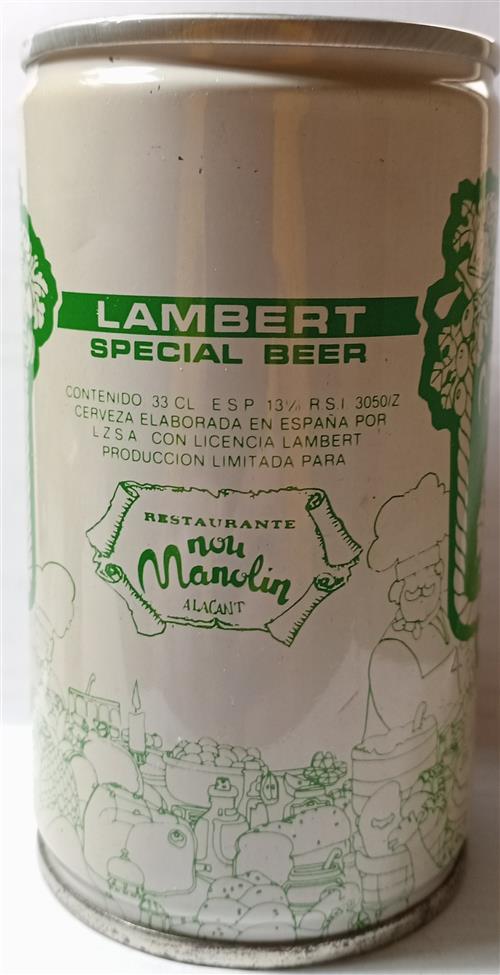 LAMBERT
SPECIAL BEER
CONTENIDO 33 CL E S P 13% R.S.I 3050/Z
CERVEZA ELABORADA EN ESPAÑA POR
L Z S A CON LICENCIA LAMBERT
PRODUCCION LIMITADA PARA
RESTAURANTE
nou
Manolin
ALACANT